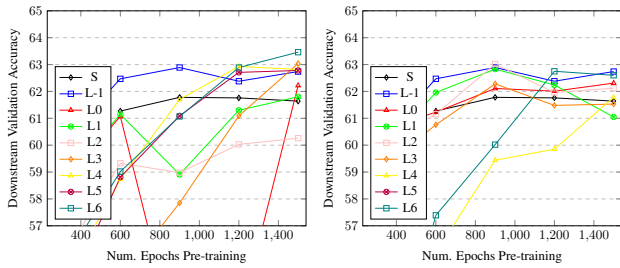 Downstream Validation Accuracy
65
64
63
62
61
60
59
58
57
S
L-1
L0
L1
L2
L3
L4
L5
L6
400
600
800
1,000
1,200
1,400
Num. Epochs Pre-training
Downstream Validation Accuracy
65
64
63
62
61
60
59
58
57
S
L-1
L0
L1
L2
L3
L4
L5
L6
400
600
800
1,000
1,200
1,400
Num. Epochs Pre-training